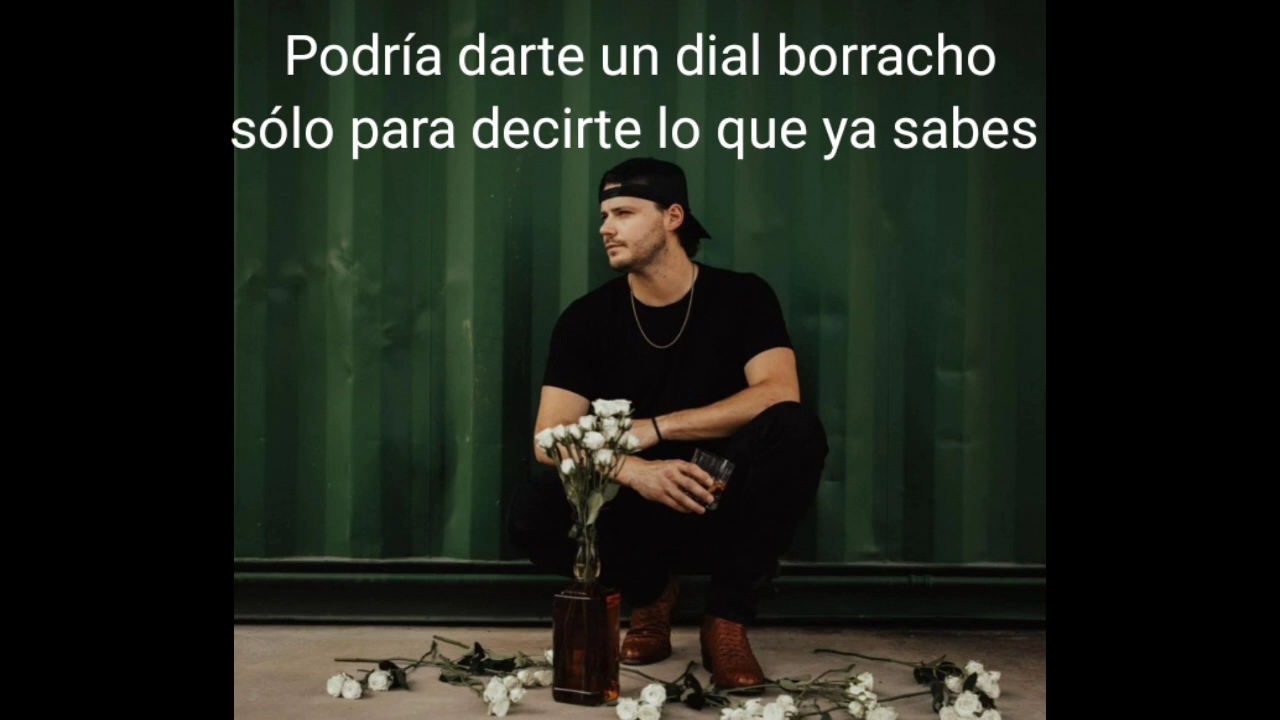 Podría darte un dial borracho
sólo para decirte lo que ya sabes